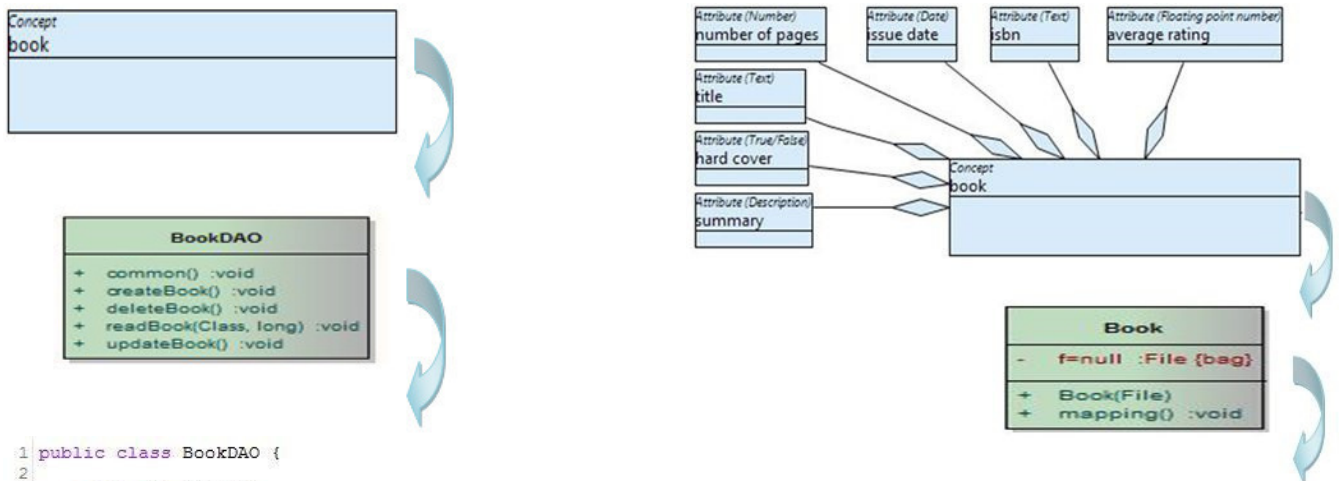 Concept
book
BookDAO
+ common() :void
+ createBook() :void
+ deleteBook() :void
+ readBook(Class, long) :void
+ updateBook() :void
1 public class BookDAO {
2
Attribute (Number)
number of pages
Attribute (Date)
issue date
Attribute (Text)
isbn
Attribute (Floating point number)
average rating
Attribute (Text)
title
Attribute (True/False)
hard cover
Attribute (Description)
summary
Concept
book
Book
- f=null :File {bag}
+ Book(File)
+ mapping() :void